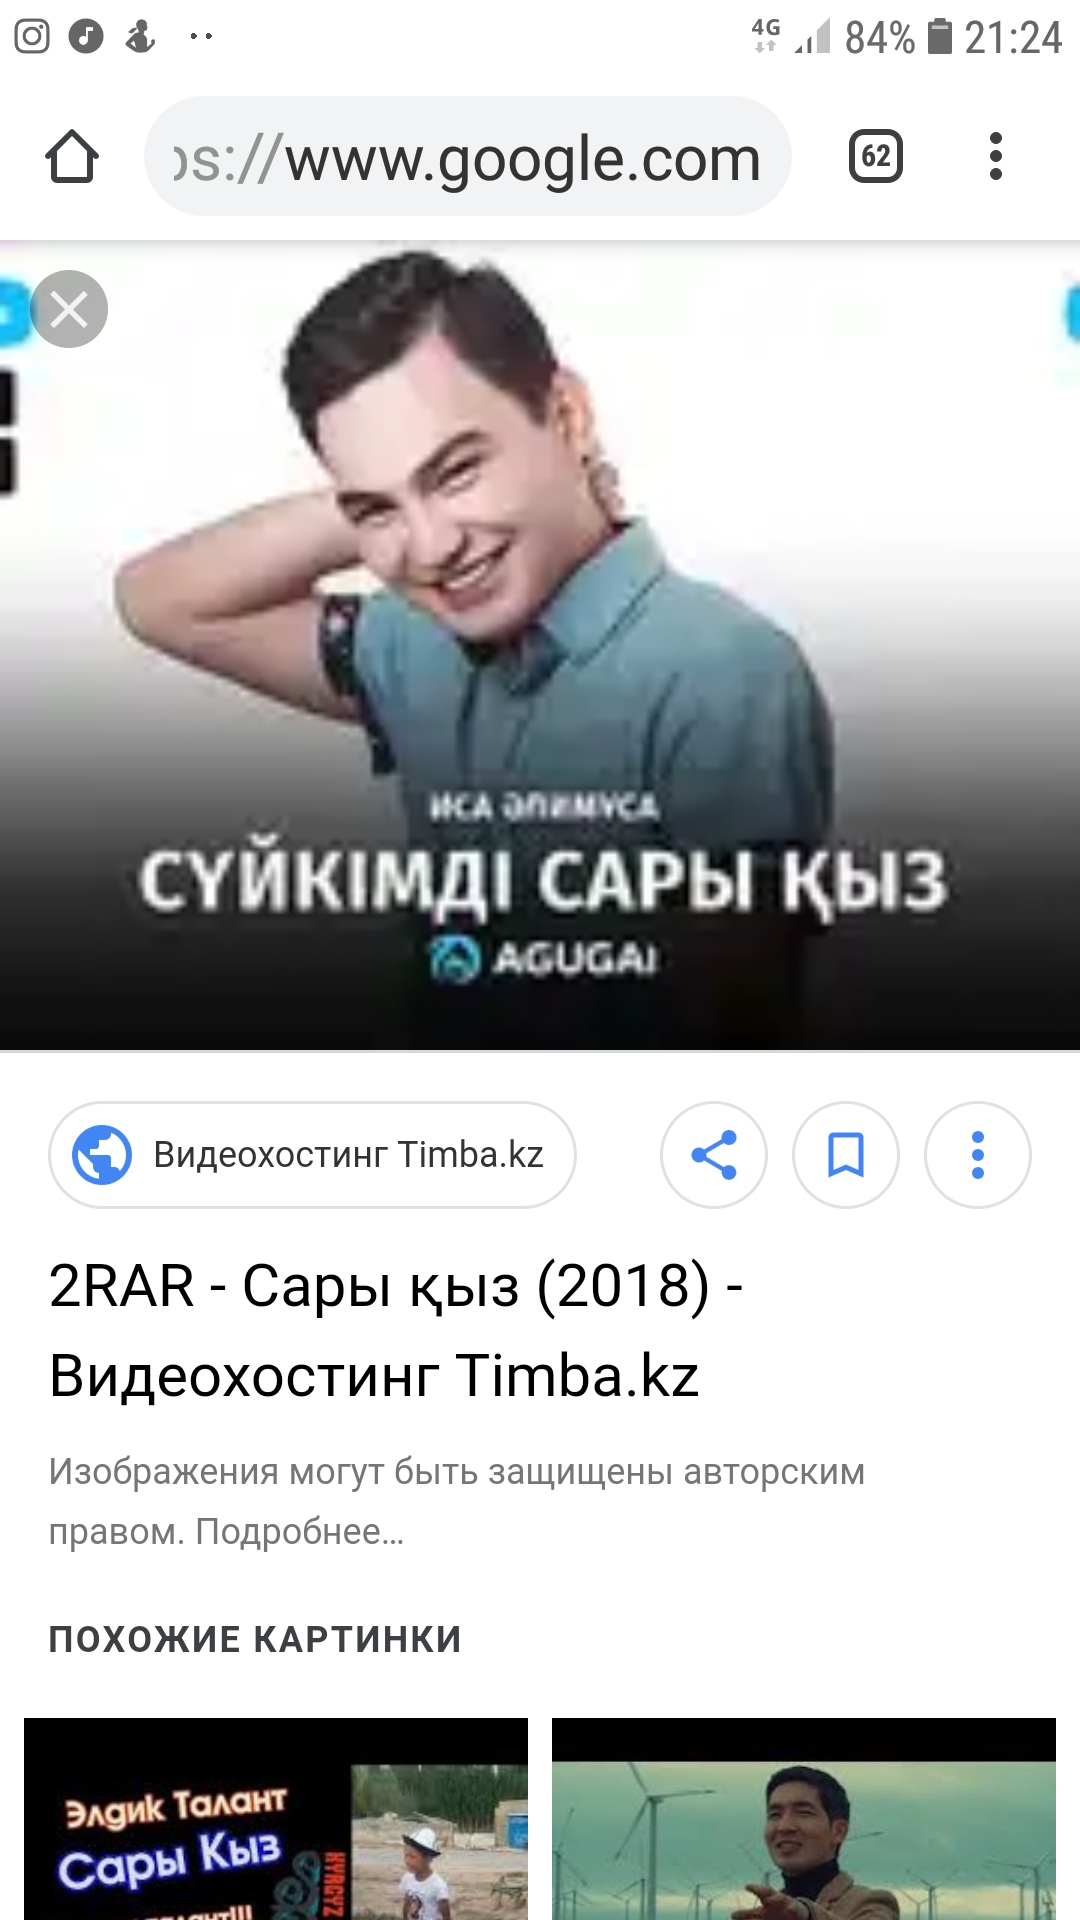 4G 84% 21:24
ps://www.google.com 62
ИСА ӘЛИМУСА
СҮЙКІМДІ САРЫ ҚЫЗ
AGUGAI
Видеохостинг Timba.kz
2RAR - Сары қыз (2018) -
Видеохостинг Timba.kz
Изображения могут быть защищены авторским
правом. Подробнее…
ПОХОЖИЕ КАРТИНКИ
Элдик Талант
Сары Кыз
KYRGYZ